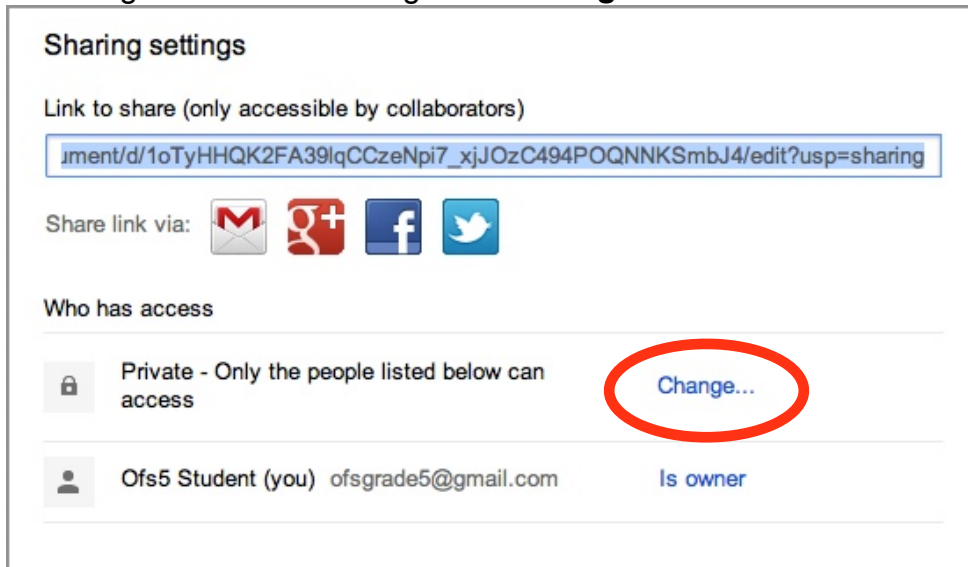 Sharing settings
Link to share (only accessible by collaborators)
ument/d/1oTyHHQK2FA39lqCCzeNpi7_xjJOzC494POQNNKSmbJ4/edit?usp=sharing
Share link via:
Who has access
Private - Only the people listed below can
access
Change...
Ofs5 Student (you) ofsgrade5@gmail.com
Is owner